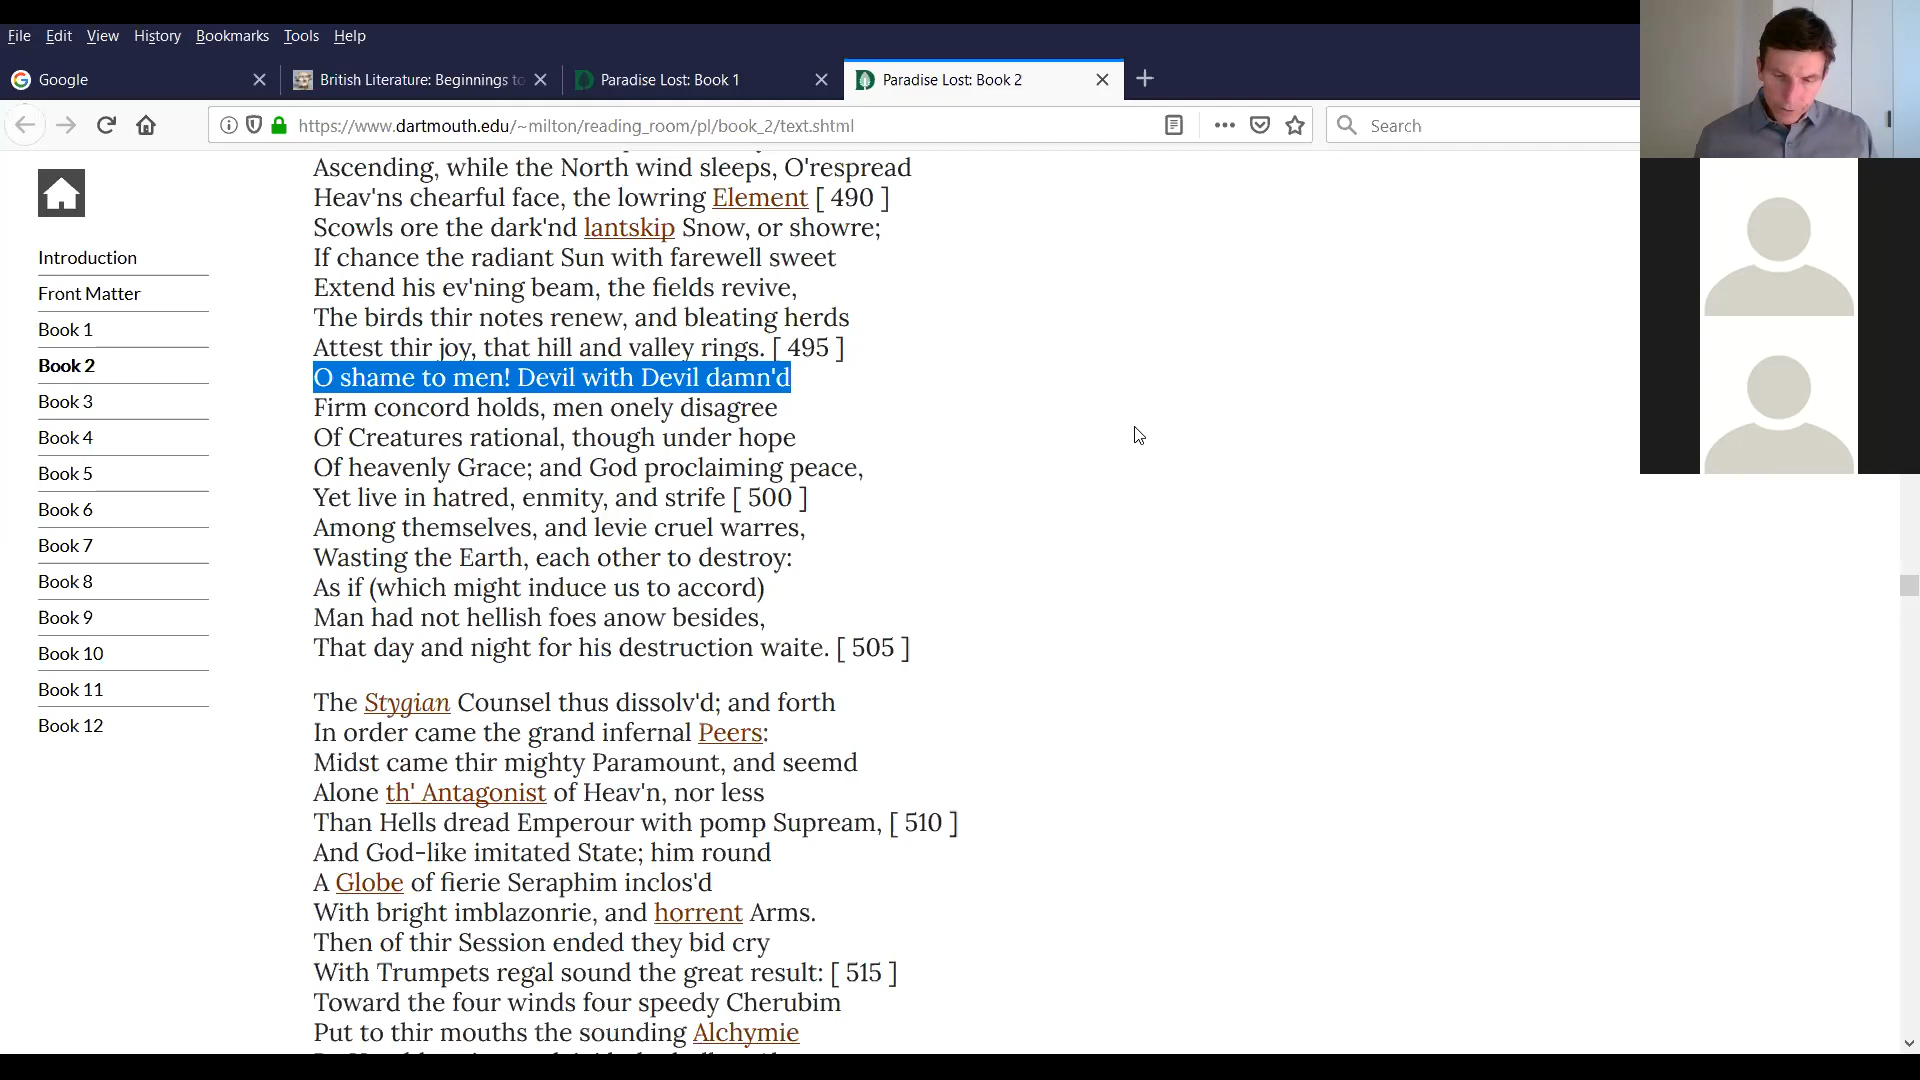 File Edit View History Bookmarks Tools Help
Google British Literature: Beginnings to Paradise Lost: Book 1 Paradise Lost: Book 2
https://www.dartmouth.edu/~milton/reading_room/pl/book_2/text.shtml Search
Ascending, while the North wind sleeps, O'respread
Heav'ns chearful face, the lowring Element [ 490 ]
Scowls ore the dark'nd lantskip Snow, or showre;
If chance the radiant Sun with farewell sweet
Extend his ev'ning beam, the fields revive,
The birds thir notes renew, and bleating herds
Attest thir joy, that hill and valley rings. [ 495 ]
O shame to men! Devil with Devil damn'd
Firm concord holds, men onely disagree
Of Creatures rational, though under hope
Of heavenly Grace; and God proclaiming peace,
Yet live in hatred, enmity, and strife [ 500 ]
Among themselves, and levie cruel warres,
Wasting the Earth, each other to destroy:
As if (which might induce us to accord)
Man had not hellish foes anow besides,
That day and night for his destruction waite. [ 505 ]
The Stygian Counsel thus dissolv'd; and forth
In order came the grand infernal Peers:
Midst came thir mighty Paramount, and seemd
Alone th' Antagonist of Heav'n, nor less
Than Hells dread Emperour with pomp Supream, [ 510 ]
And God-like imitated State; him round
A Globe of fierie Seraphim inclos'd
With bright imblazonrie, and horrent Arms.
Then of thir Session ended they bid cry
With Trumpets regal sound the great result: [ 515 ]
Toward the four winds four speedy Cherubim
Put to thir mouths the sounding Alchymie
Introduction
Front Matter
Book 1
Book 2
Book 3
Book 4
Book 5
Book 6
Book 7
Book 8
Book 9
Book 10
Book 11
Book 12